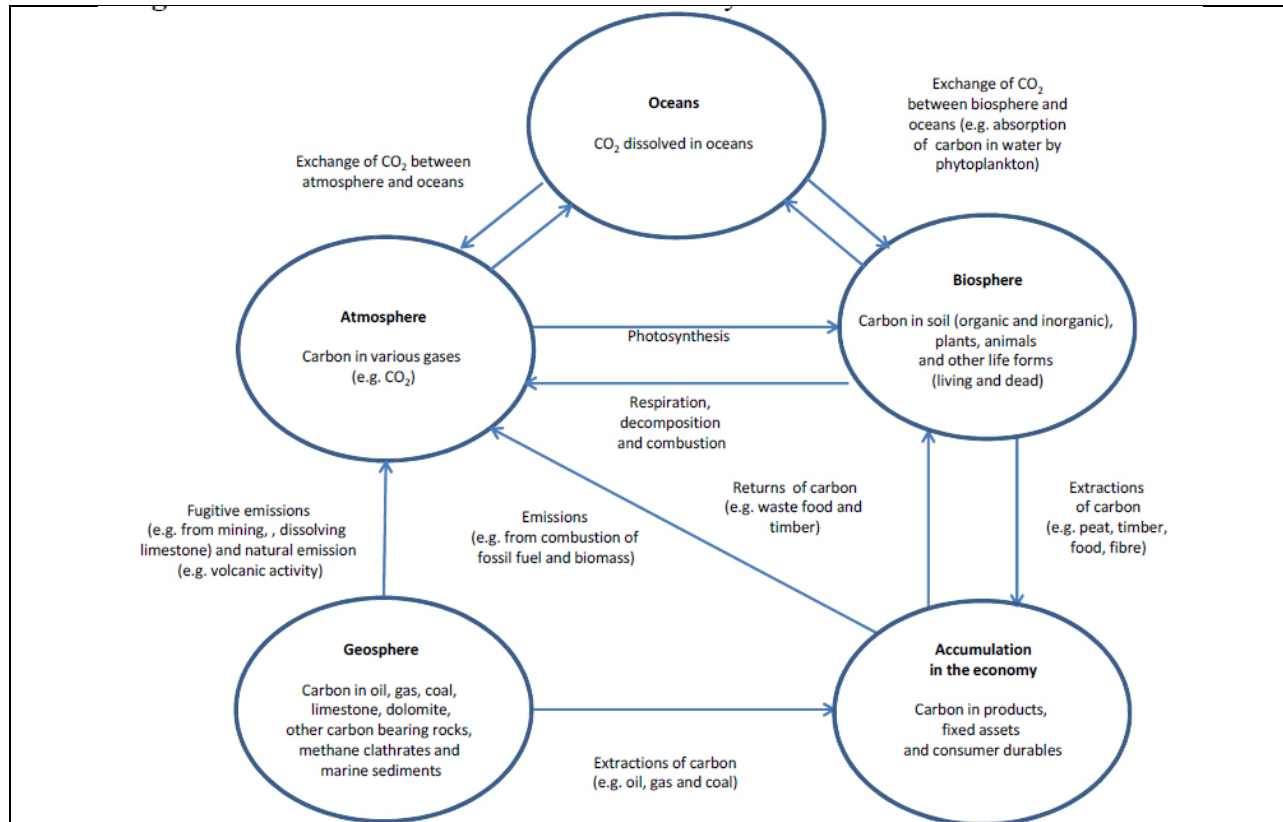 Oceans
CO2 dissolved in oceans
Exchange of CO2
between biosphere and
oceans (e.g. absorption
of carbon in water by
phytoplankton)
Exchange of CO2 between
atmosphere and oceans
Atmosphere
Carbon in various gases
(e.g. CO2)
Photosynthesis
Biosphere
Carbon in soil (organic and inorganic),
plants, animals
and other life forms
(living and dead)
Respiration,
decomposition
and combustion
Fugitive emissions
(e.g. from mining, , dissolving
limestone) and natural emission
(e.g. volcanic activity)
Emissions
(e.g. from combustion of
fossil fuel and biomass)
Returns of carbon
(e.g. waste food and
timber)
Extractions
of carbon
(e.g. peat, timber,
food, fibre)
Geosphere
Carbon in oil, gas, coal,
limestone, dolomite,
other carbon bearing rocks,
methane clathrates and
marine sediments
Extractions of carbon
(e.g. oil, gas and coal)
Accumulation
in the economy
Carbon in products,
fixed assets
and consumer durables